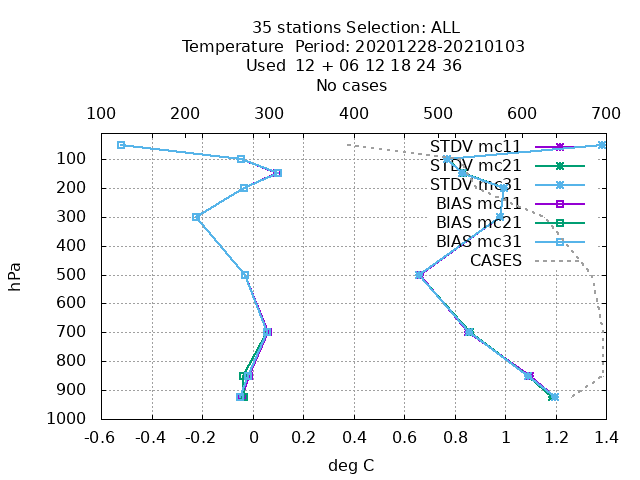 35 stations Selection: ALL
Temperature Period: 20201228-20210103
Used 12 + 06 12 18 24 36
No cases
100 200 300 400 500 600 700
STDV mc11
STDV mc21
STDV mc31
BIAS mc11
BIAS mc21
BIAS mc31
CASES
hPa
100
200
300
400
500
600
700
800
900
1000
-0.6 -0.4 -0.2 0 0.2 0.4 0.6 0.8 1 1.2 1.4
deg C